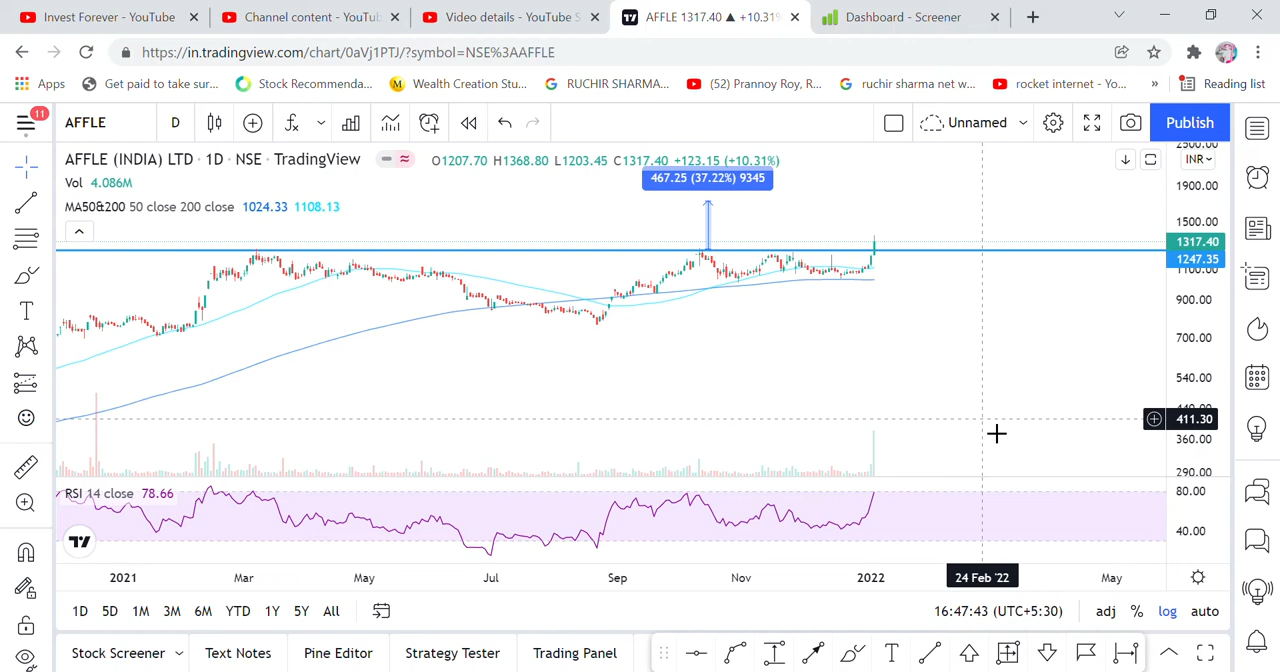 Invest Forever - YouTube
Channel content - YouTub
Video details - YouTube S
AFFLE 1317.40 ▲ +10.31%
Dashboard - Screener
https://in.tradingview.com/chart/0aVj1PTJ/?symbol=NSE%3AAFFLE
Apps
Get paid to take sur...
Stock Recommenda...
Wealth Creation Stu...
RUCHIR SHARMA...
(52) Prannoy Roy, R...
ruchir sharma net w...
rocket internet - Yo...
»
Reading list
11
AFFLE
D
Unnamed
Publish
AFFLE (INDIA) LTD · 1D · NSE · TradingView
O1207.70 H1368.80 L1203.45 C1317.40 +123.15 (+10.31%)
INR
467.25 (37.22%) 9345
Vol 4.086M
MA50&200 50 close 200 close 1024.33 1108.13
2500.00
1900.00
1500.00
1317.40
1247.35
1100.00
900.00
700.00
540.00
440.00
411.30
360.00
290.00
RSI 14 close 78.66
80.00
40.00
2021
Mar
May
Jul
Sep
Nov
2022
24 Feb '22
May
1D 5D 1M 3M 6M YTD 1Y 5Y All
16:47:43 (UTC+5:30)
adj % log auto
Stock Screener
Text Notes
Pine Editor
Strategy Tester
Trading Panel